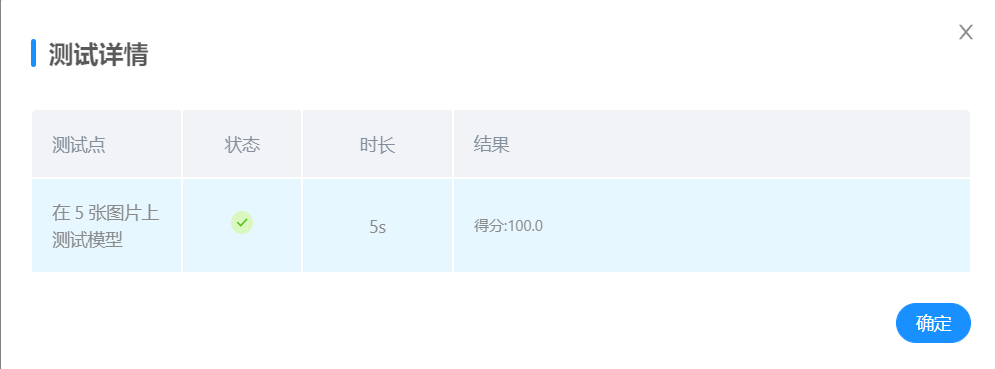 测试详情
测试点
状态
时长
结果
在 5 张图片上
测试模型
5s
得分:100.0
确定